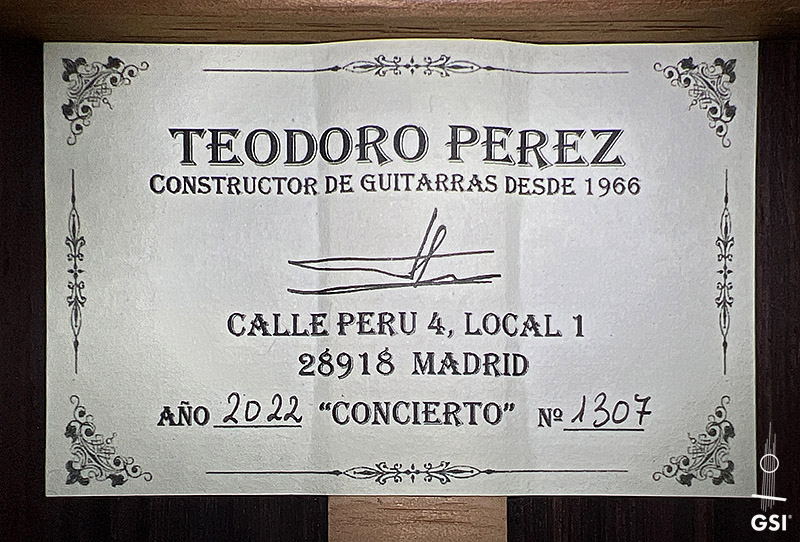 TEODORO PEREZ
CONSTRUCTOR DE GUITARRAS DESDE 1966
CALLE PERU 4, LOCAL 1
28918 MADRID
AÑO 2022 "CONCIERTO" Nº 1307
GSI®